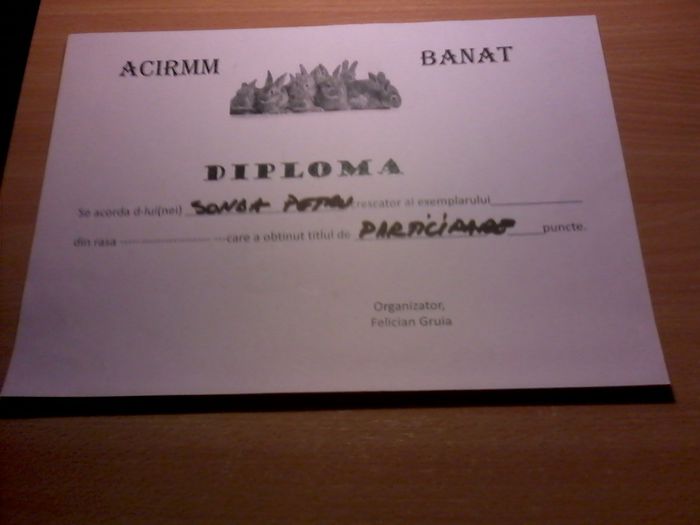 ACIRMM BANAT
DIPLOMA
Se acorda d-lui(nei) SONEA PETRU rescator al exemplarului
din rasa care a obtinut titlul de PARTICIPARE puncte.
Organizator,
Felician Gruia